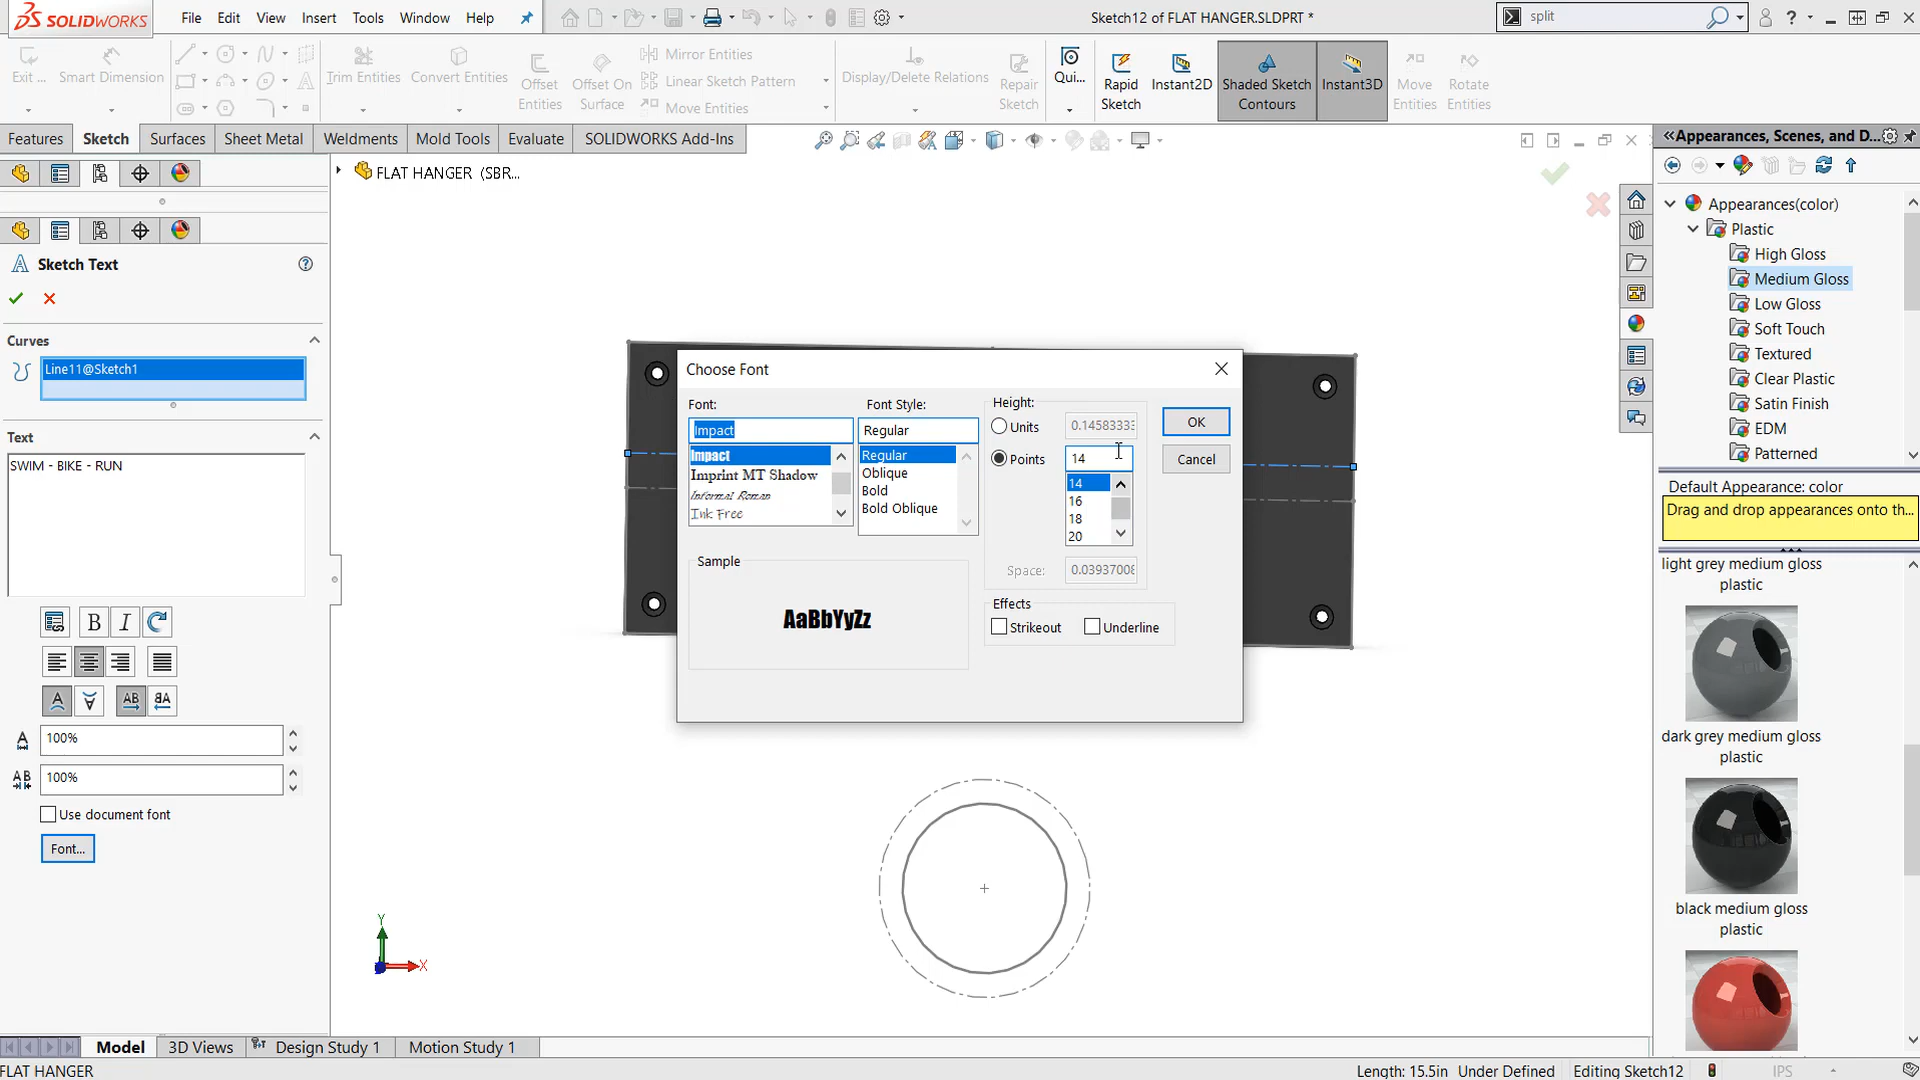 SOLIDWORKS
File Edit View Insert Tools Window Help
Sketch12 of FLAT HANGER.SLDPRT *
split
Exit ...
Smart Dimension
Trim Entities
Convert Entities
Offset Entities
Offset On Surface
Mirror Entities
Linear Sketch Pattern
Move Entities
Display/Delete Relations
Repair Sketch
Qui...
Rapid Sketch
Instant2D
Shaded Sketch Contours
Instant3D
Move Entities
Rotate Entities
Features Sketch Surfaces Sheet Metal Weldments Mold Tools Evaluate SOLIDWORKS Add-Ins
FLAT HANGER (SBR...
Sketch Text
Curves
Line11@Sketch1
Text
SWIM - BIKE - RUN
B I
AB
100%
AB 100%
Use document font
Font...
Choose Font
Font:
Impact
Impact
Imprint MT Shadow
Informal Roman
Ink Free
Font Style:
Regular
Regular
Oblique
Bold
Bold Oblique
Height:
Units 0.14583333
Points 14
14
16
18
20
Space: 0.03937008
OK
Cancel
Sample
AaBbYyZz
Effects
Strikeout Underline
Y
X
Appearances, Scenes, and D...
Appearances(color)
Plastic
High Gloss
Medium Gloss
Low Gloss
Soft Touch
Textured
Clear Plastic
Satin Finish
EDM
Patterned
Default Appearance: color
Drag and drop appearances onto th...
light grey medium gloss
plastic
dark grey medium gloss
plastic
black medium gloss
plastic
Model 3D Views Design Study 1 Motion Study 1
FLAT HANGER
Length: 15.5in Under Defined Editing Sketch12 IPS